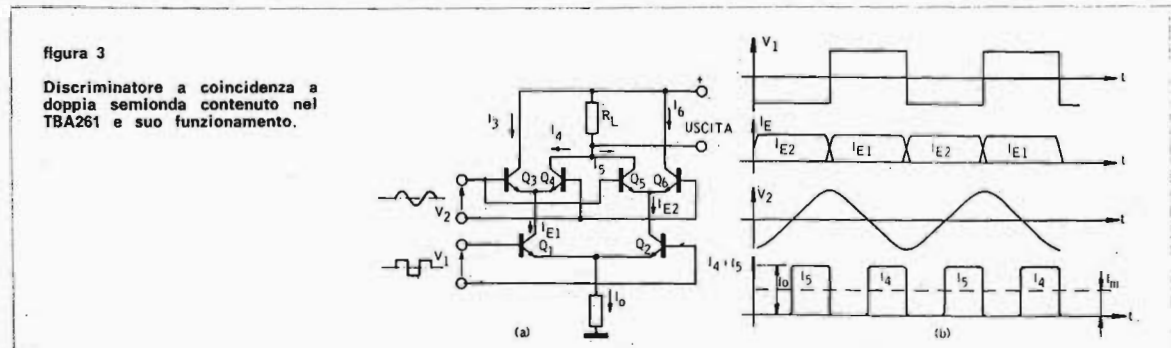 figura 3
Discriminatore a coincidenza a
doppia semionda contenuto nel
TBA261 e suo funzionamento.
+
I3
RL
I6
USCITA
I4
I5
Q3
Q4
Q5
Q6
V2
IE1
IE2
V1
Q1
Q2
Io
(a)
V1
t
IE
IE2
IE1
IE2
IE1
t
V2
t
I4 + I5
Io
I5
I4
I5
I4
Im
t
(b)